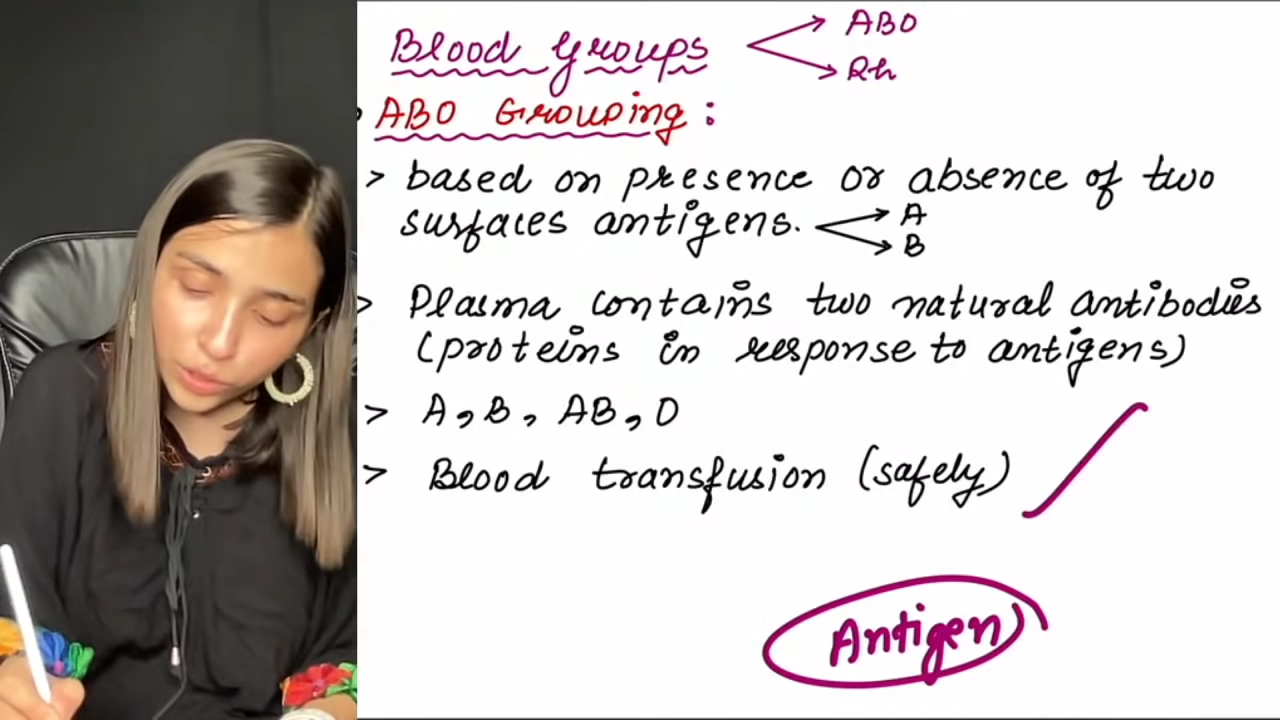 Blood Groups
ABO
Rh
ABO Grouping :
> based on presence or absence of two
surfaces antigens.
A
B
> Plasma contains two natural antibodies
(proteins in response to antigens)
> A, B, AB, O
> Blood transfusion (safely)
Antigen